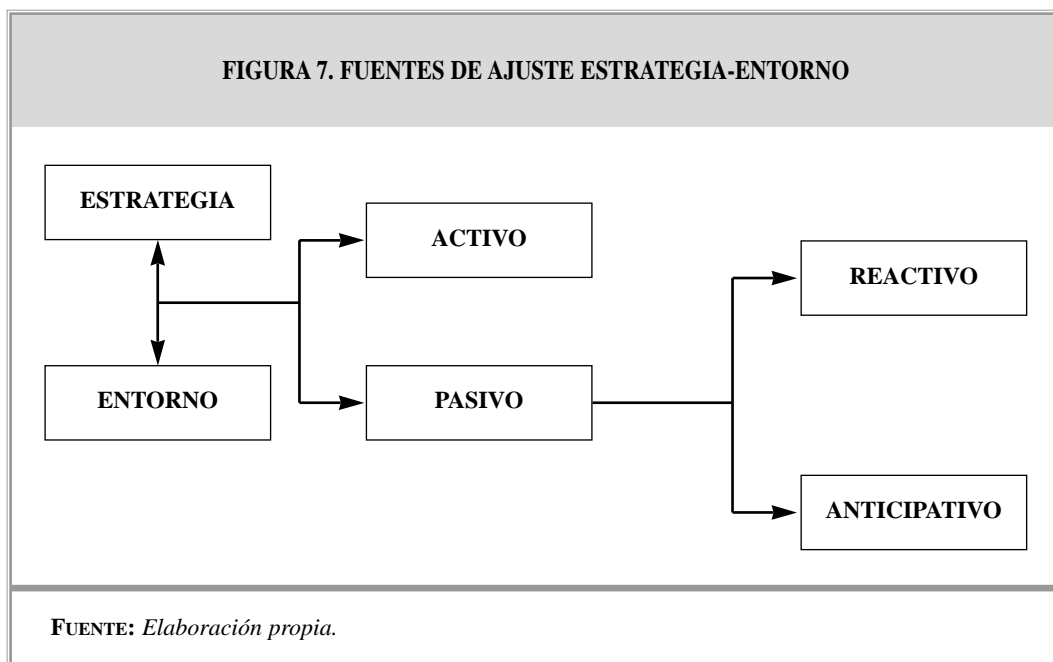 FIGURA 7. FUENTES DE AJUSTE ESTRATEGIA-ENTORNO
ESTRATEGIA
ACTIVO
REACTIVO
ENTORNO
PASIVO
ANTICIPATIVO
FUENTE: Elaboración propia.